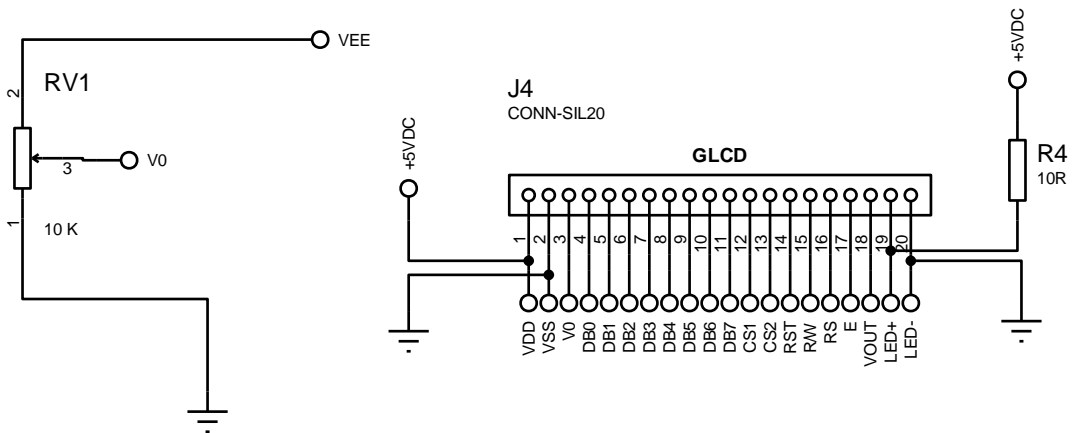 VEE
RV1
2
3
V0
1
10 K
J4
CONN-SIL20
GLCD
+5VDC
+5VDC
R4
10R
1
2
3
4
5
6
7
8
9
10
11
12
13
14
15
16
17
18
19
20
VDD
VSS
V0
DB0
DB1
DB2
DB3
DB4
DB5
DB6
DB7
CS1
CS2
RST
R/W
RS
E
VOUT
LED+
LED-